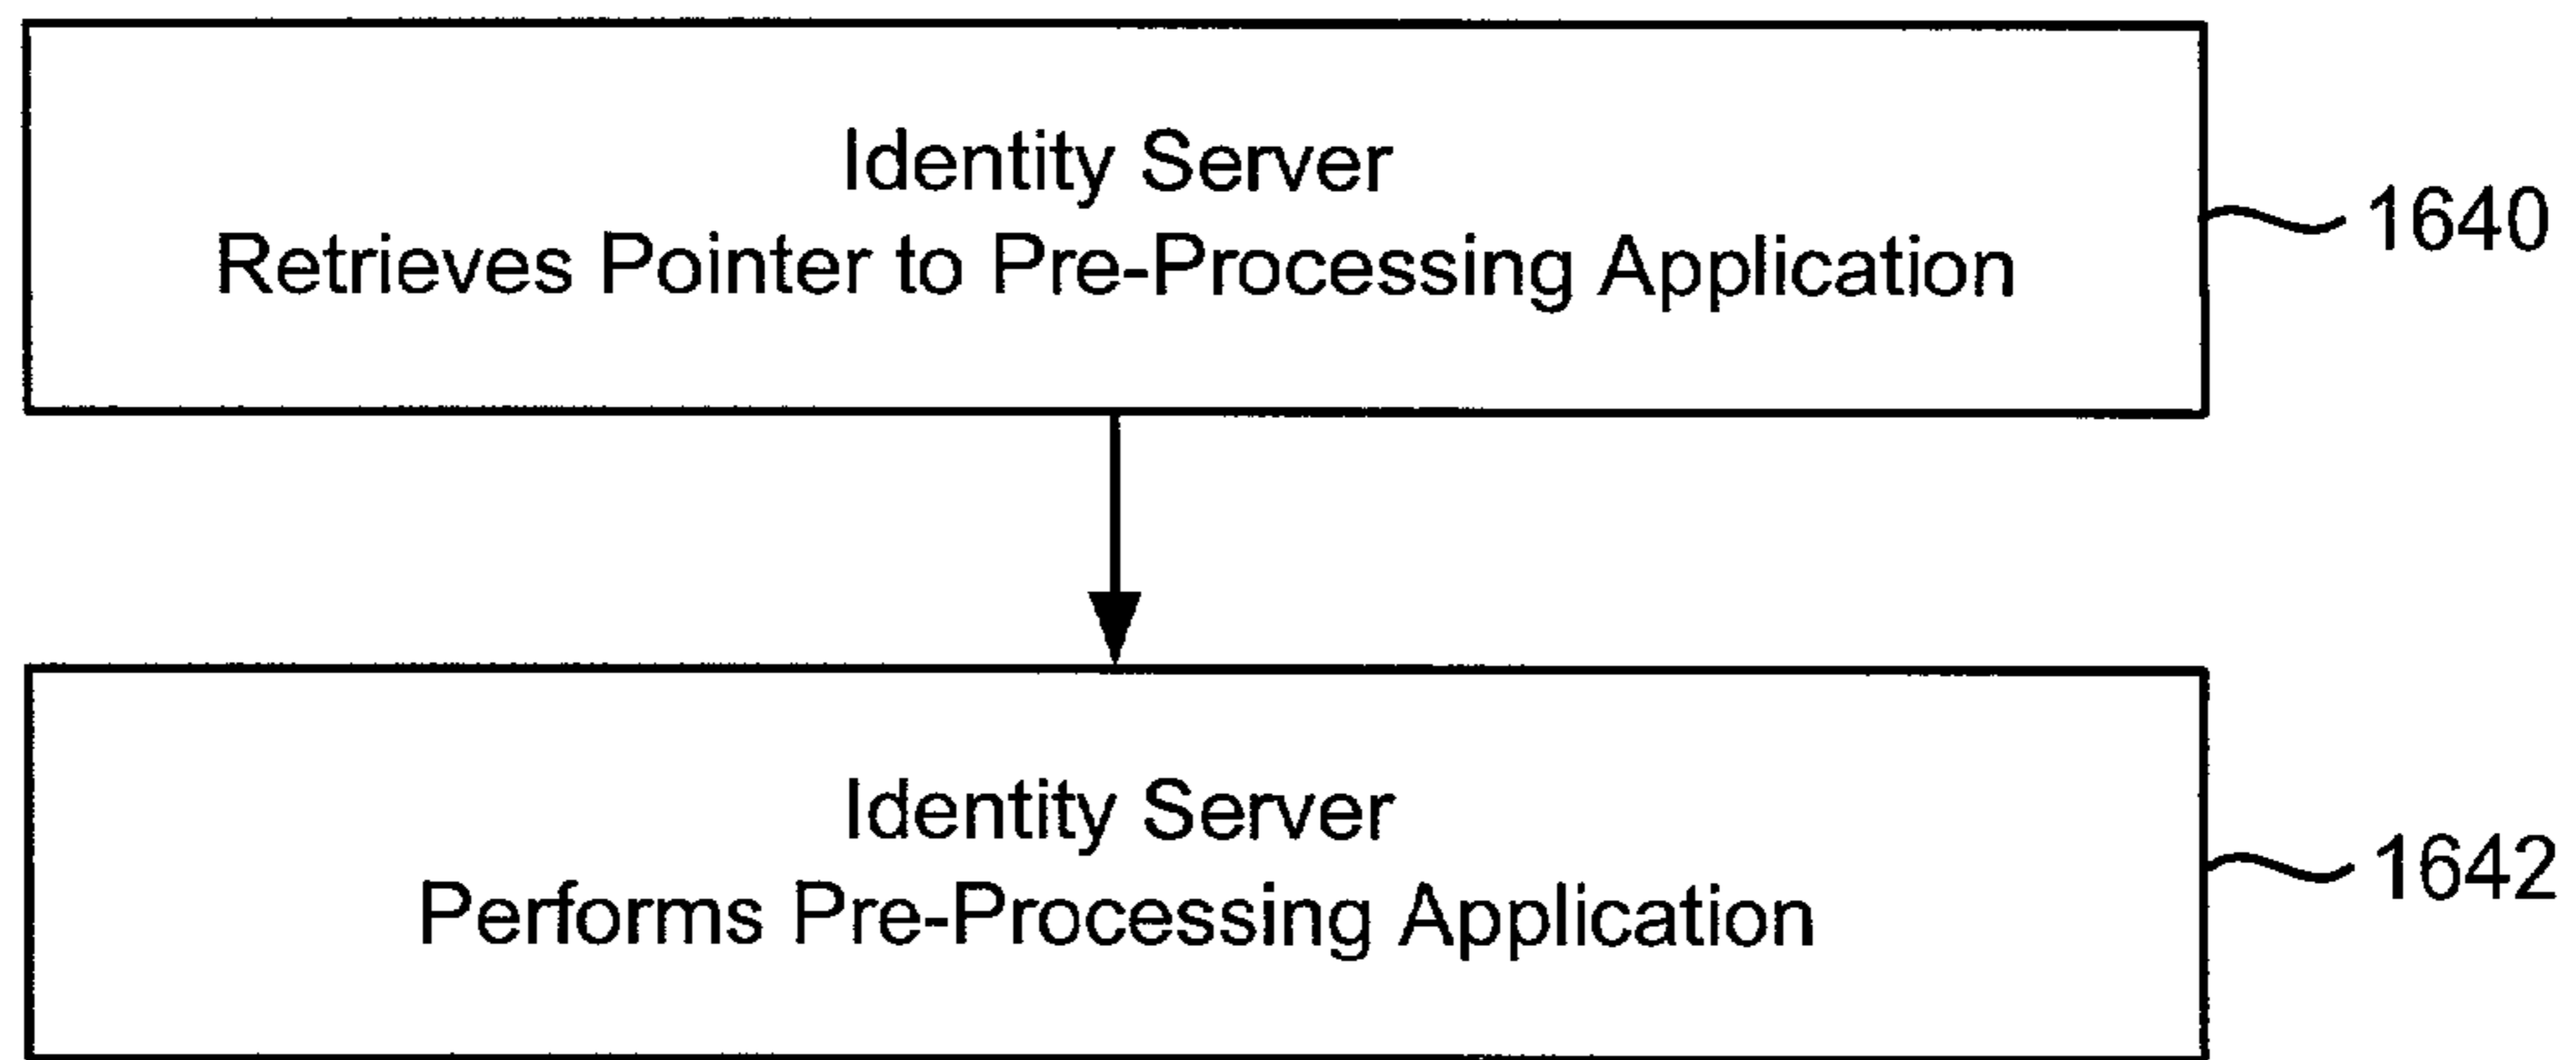 Identity Server
Retrieves Pointer to Pre-Processing Application
1640
Identity Server
Performs Pre-Processing Application
1642